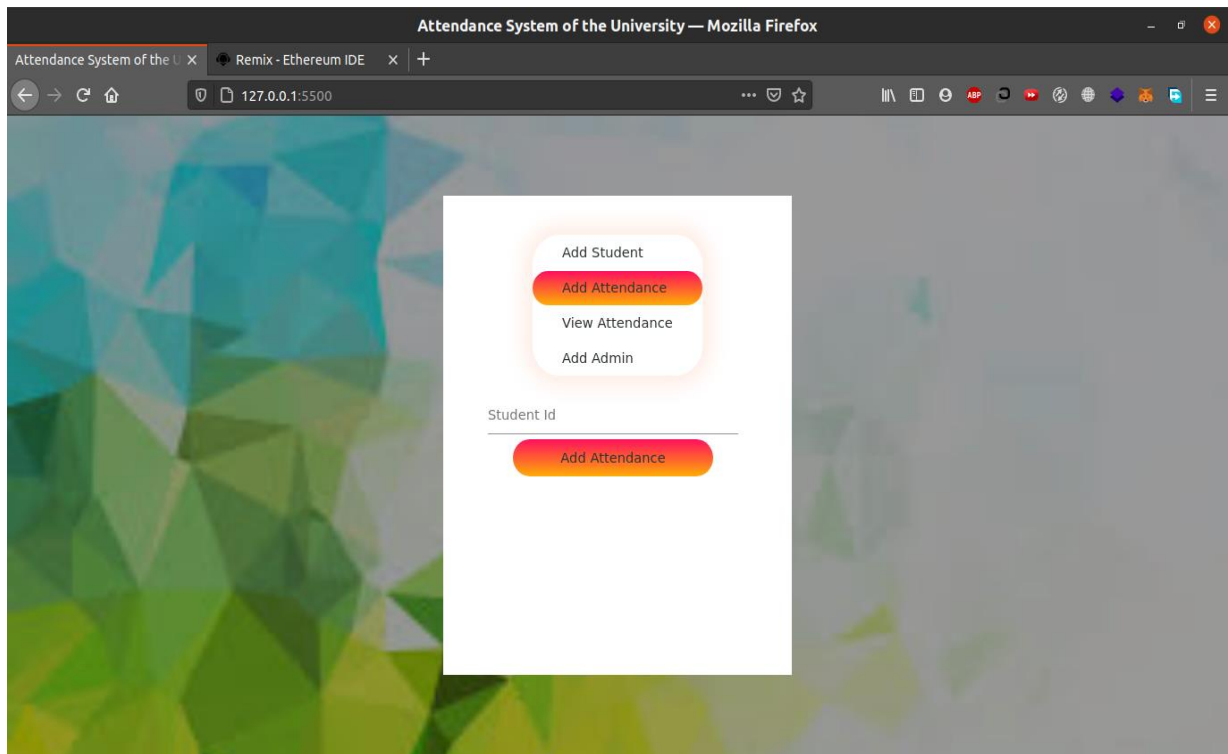 Attendance System of the University — Mozilla Firefox
Attendance System of the U
Remix - Ethereum IDE
127.0.0.1:5500
ABP
Add Student
Add Attendance
View Attendance
Add Admin
Student Id
Add Attendance